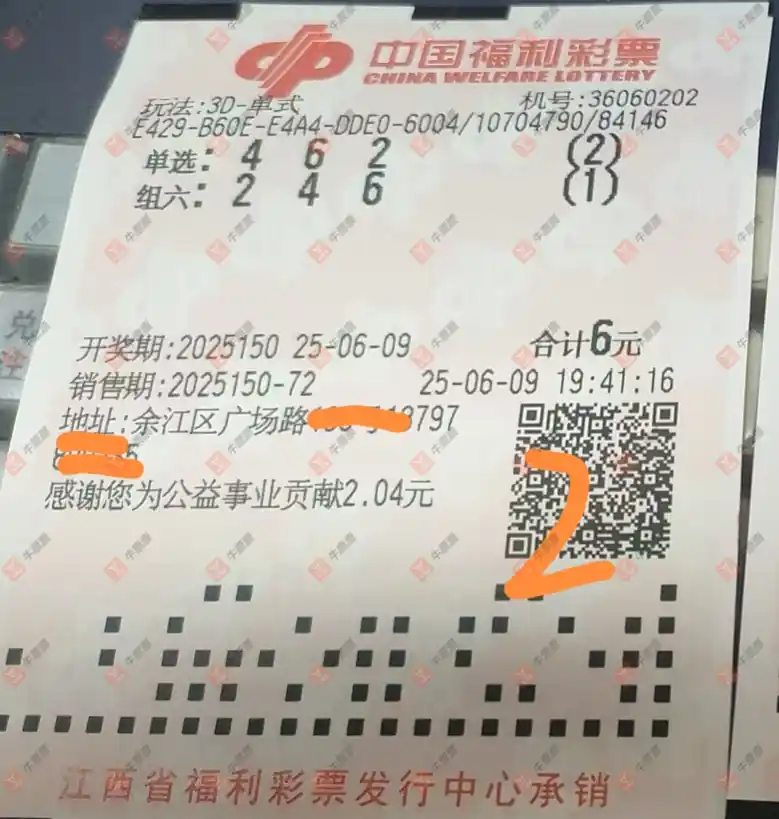 中国福利彩票
CHINA WELFARE LOTTERY
玩法:3D-单式 机号:36060202
E429-B60E-E4A4-DDE0-6004/10704790/84146
单选: 4 6 2 (2)
组六: 2 4 6 (1)
兑
开奖期:2025150 25-06-09 合计6元
销售期:2025150-72 25-06-09 19:41:16
地址:余江区广场路 3797
感谢您为公益事业贡献2.04元
2
江西省福利彩票发行中心承销